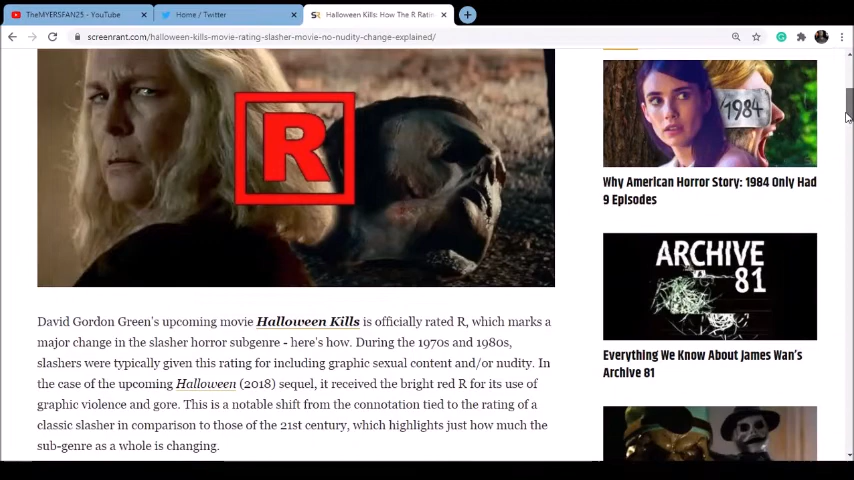 TheMYERSFAN25 - YouTube
Home / Twitter
Halloween Kills: How The R Ratin
screenrant.com/halloween-kills-movie-rating-slasher-movie-no-nudity-change-explained/
R
1984
Why American Horror Story: 1984 Only Had
9 Episodes
ARCHIVE
81
Everything We Know About James Wan's
Archive 81
David Gordon Green's upcoming movie Halloween Kills is officially rated R, which marks a
major change in the slasher horror subgenre - here's how. During the 1970s and 1980s,
slashers were typically given this rating for including graphic sexual content and/or nudity. In
the case of the upcoming Halloween (2018) sequel, it received the bright red R for its use of
graphic violence and gore. This is a notable shift from the connotation tied to the rating of a
classic slasher in comparison to those of the 21st century, which highlights just how much the
sub-genre as a whole is changing.